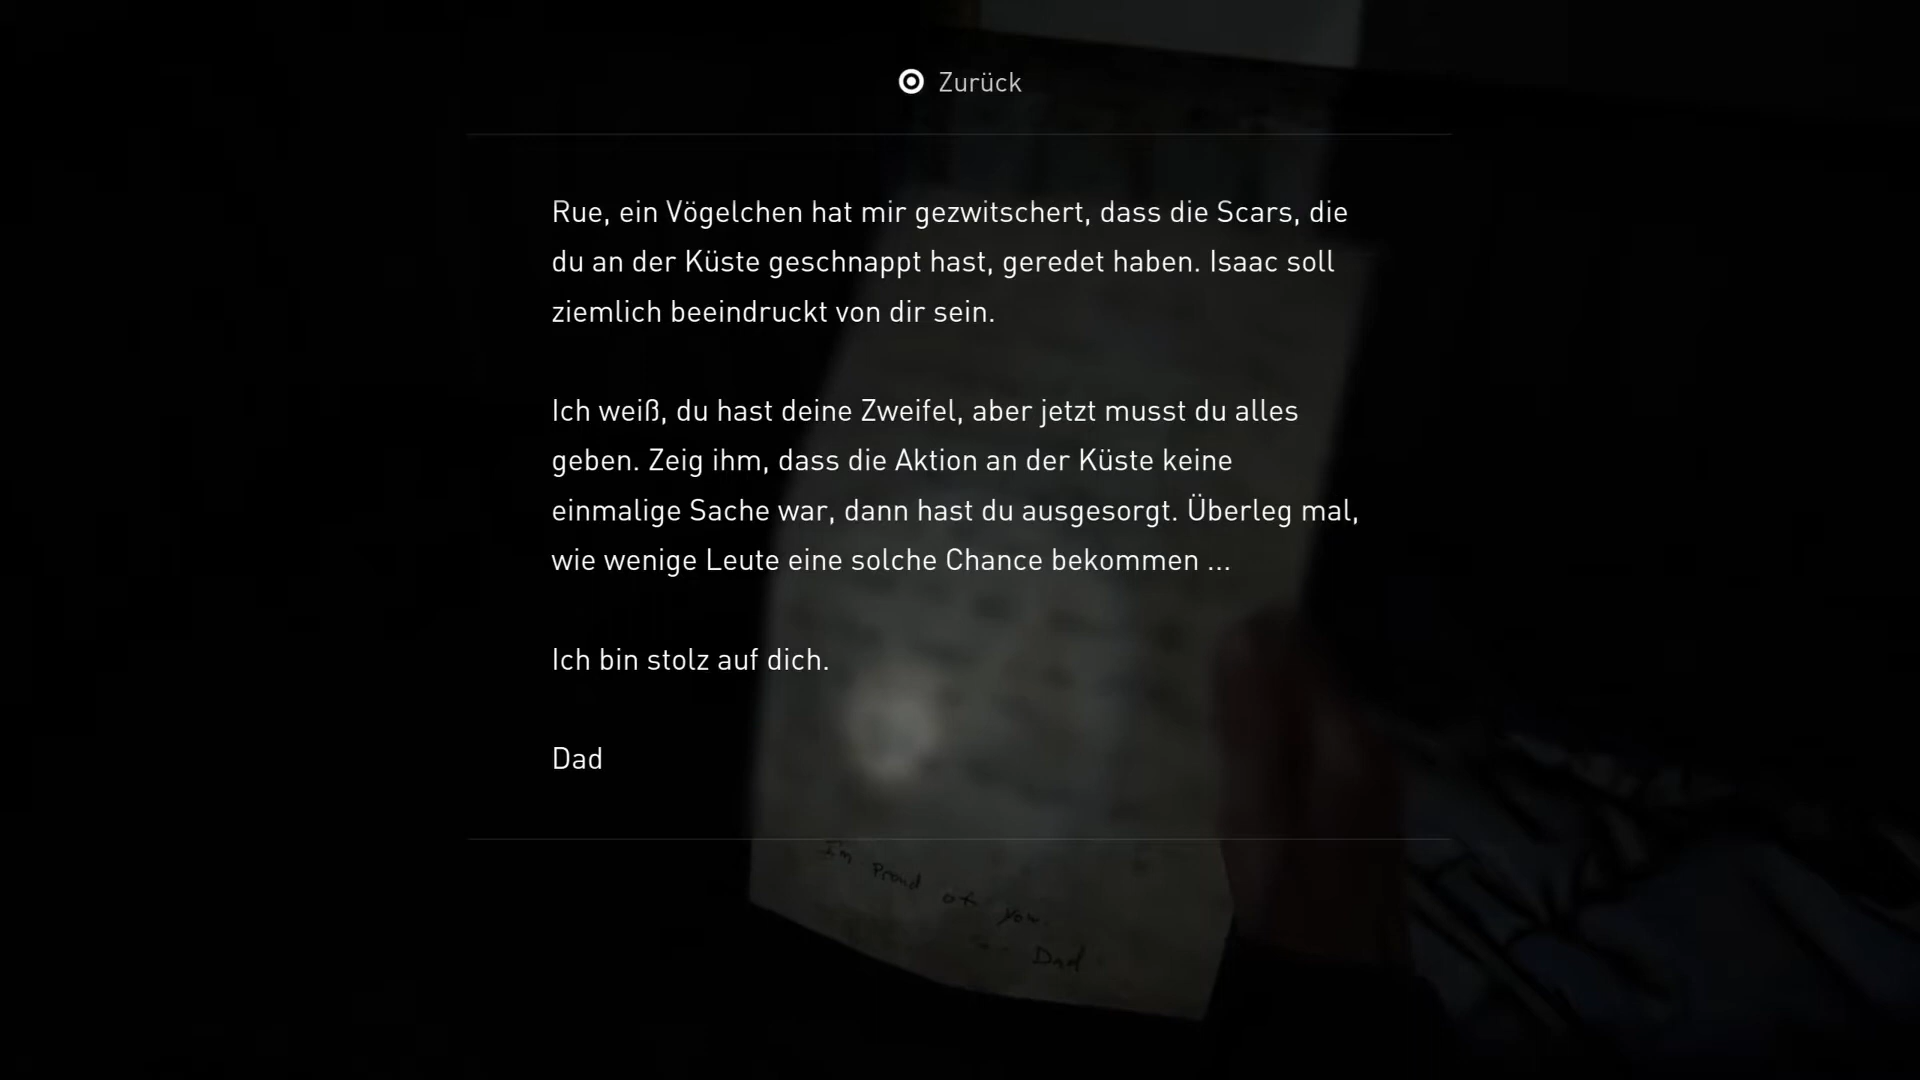 Zurück
Rue, ein Vögelchen hat mir gezwitschert, dass die Scars, die
du an der Küste geschnappt hast, geredet haben. Isaac soll
ziemlich beeindruckt von dir sein.
Ich weiß, du hast deine Zweifel, aber jetzt musst du alles
geben. Zeig ihm, dass die Aktion an der Küste keine
einmalige Sache war, dann hast du ausgesorgt. Überleg mal,
wie wenige Leute eine solche Chance bekommen ...
Ich bin stolz auf dich.
Dad
I'm Proud of you.
Dad